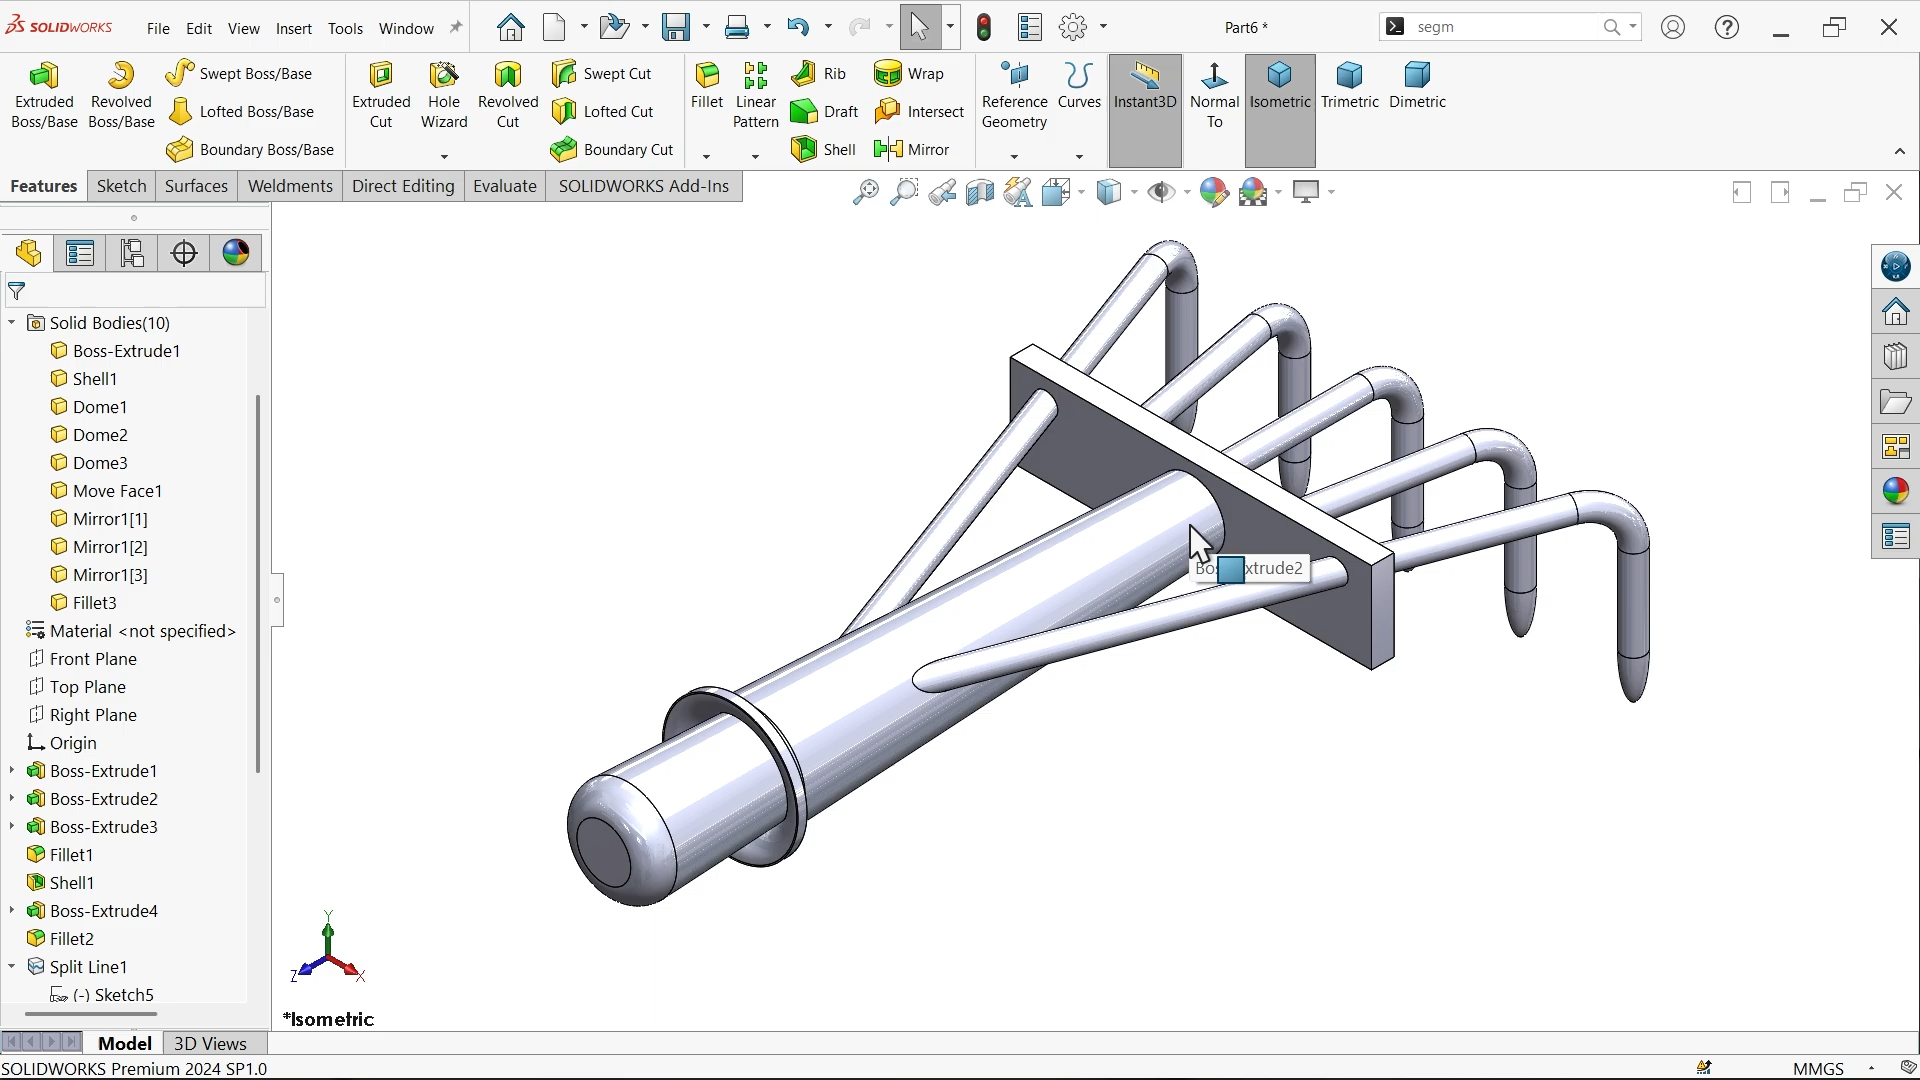 SOLIDWORKS File Edit View Insert Tools Window Part6 * segm
Extruded Boss/Base
Revolved Boss/Base
Swept Boss/Base
Lofted Boss/Base
Boundary Boss/Base
Extruded Cut
Hole Wizard
Revolved Cut
Swept Cut
Lofted Cut
Boundary Cut
Fillet
Linear Pattern
Rib
Draft
Shell
Wrap
Intersect
Mirror
Reference Geometry
Curves
Instant3D
Normal To
Isometric
Trimetric
Dimetric
Features Sketch Surfaces Weldments Direct Editing Evaluate SOLIDWORKS Add-Ins
Solid Bodies(10)
Boss-Extrude1
Shell1
Dome1
Dome2
Dome3
Move Face1
Mirror1[1]
Mirror1[2]
Mirror1[3]
Fillet3
Material <not specified>
Front Plane
Top Plane
Right Plane
Origin
Boss-Extrude1
Boss-Extrude2
Boss-Extrude3
Fillet1
Shell1
Boss-Extrude4
Fillet2
Split Line1
(-) Sketch5
Y
Z
X
*Isometric
Model 3D Views
SOLIDWORKS Premium 2024 SP1.0 MMGS